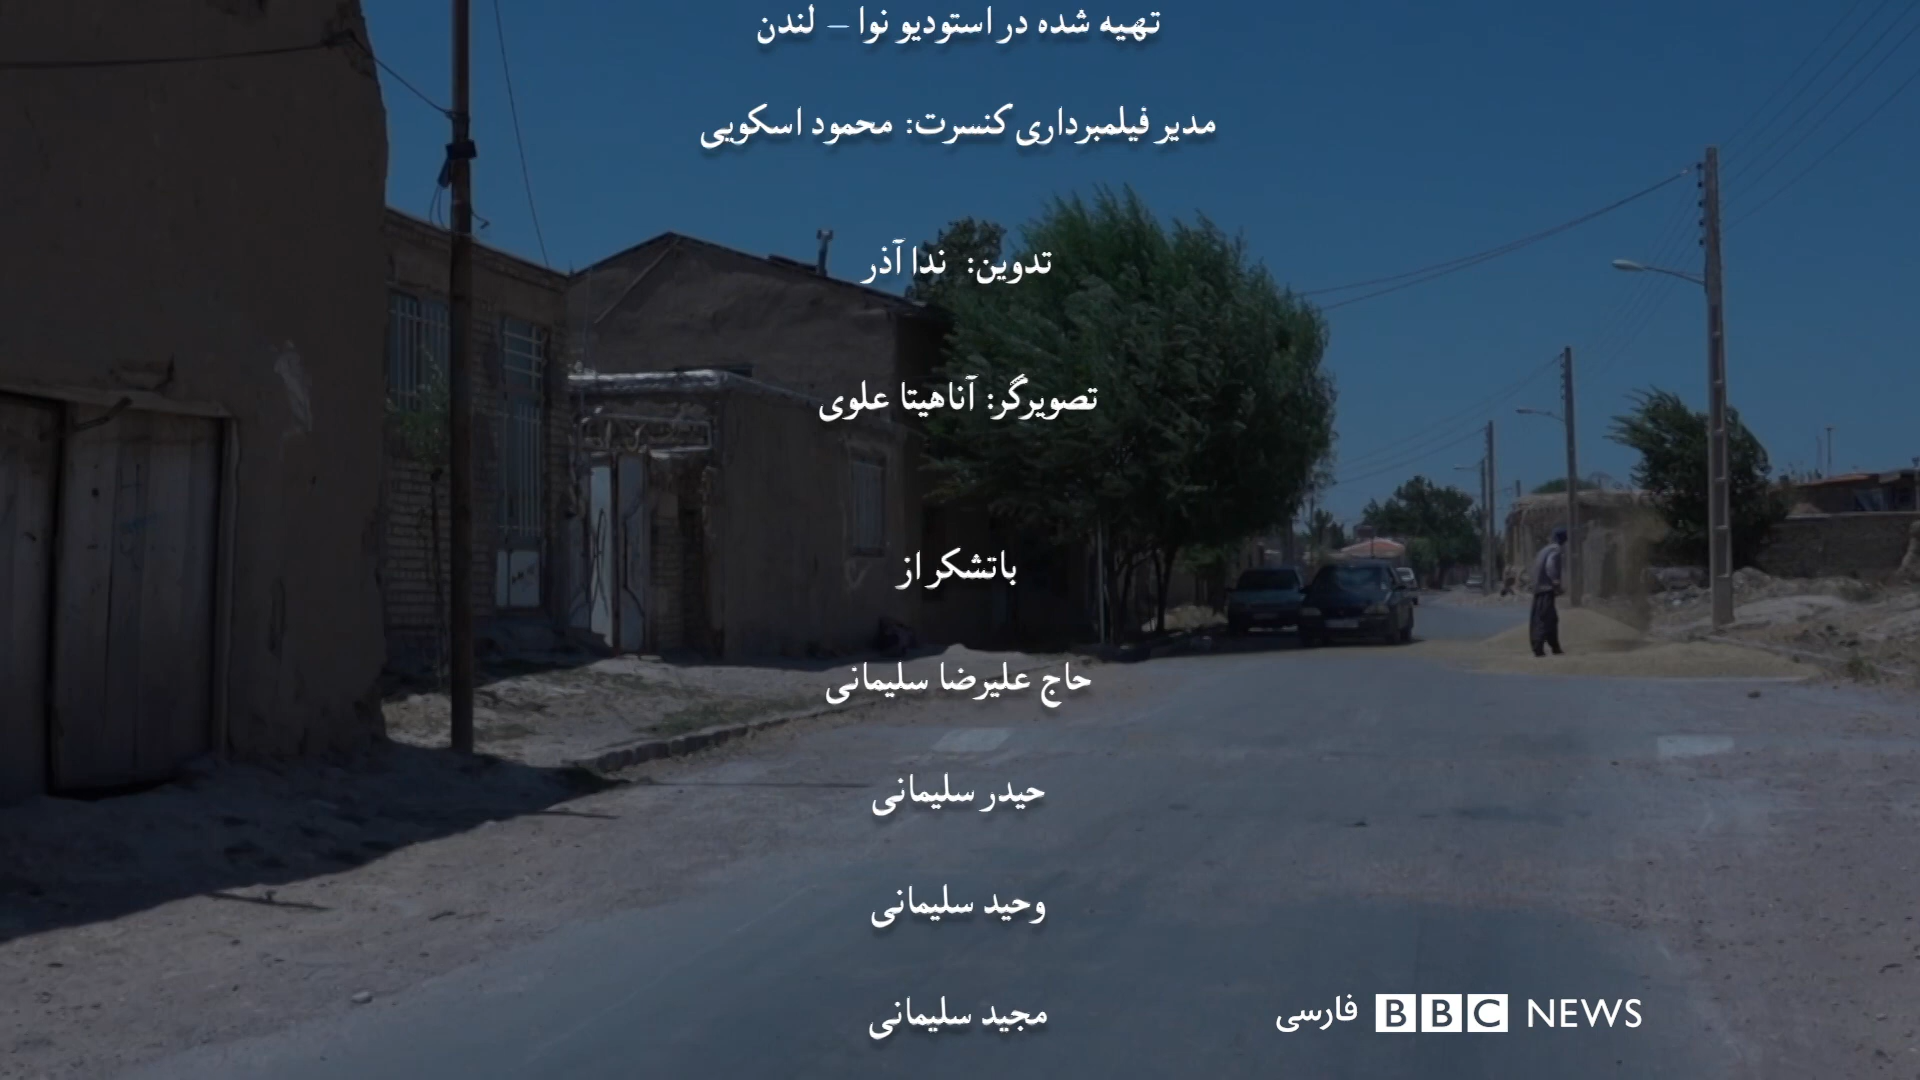 تهیه شده در استودیو نوا – لندن
مدیر فیلمبرداری کنسرت: محمود اسکویی
تدوین: ندا آذر
تصویرگر: آناهیتا علوی
باتشکر از
حاج علیرضا سلیمانی
حیدر سلیمانی
وحید سلیمانی
مجید سلیمانی
BBC NEWS فارسی